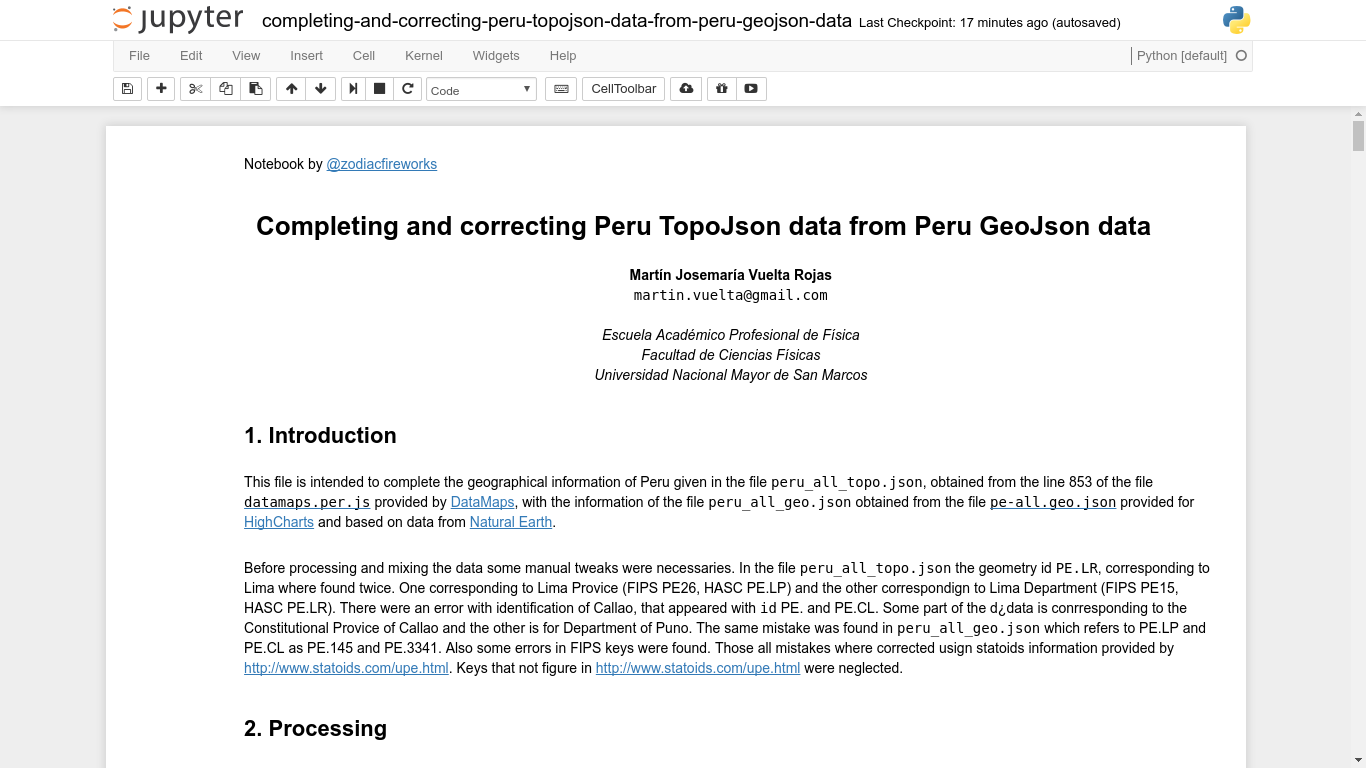 jupyter completing-and-correcting-peru-topojson-data-from-peru-geojson-data Last Checkpoint: 17 minutes ago (autosaved)
File Edit View Insert Cell Kernel Widgets Help Python [default]
Code CellToolbar
Notebook by @zodiacfireworks
Completing and correcting Peru TopoJson data from Peru GeoJson data
Martín Josemaría Vuelta Rojas
martin.vuelta@gmail.com
Escuela Académico Profesional de Física
Facultad de Ciencias Físicas
Universidad Nacional Mayor de San Marcos
1. Introduction
This file is intended to complete the geographical information of Peru given in the file peru_all_topo.json, obtained from the line 853 of the file
datamaps.per.js provided by DataMaps, with the information of the file peru_all_geo.json obtained from the file pe-all.geo.json provided for
HighCharts and based on data from Natural Earth.
Before processing and mixing the data some manual tweaks were necessaries. In the file peru_all_topo.json the geometry id PE.LR, corresponding to
Lima where found twice. One corresponding to Lima Provice (FIPS PE26, HASC PE.LP) and the other correspondign to Lima Department (FIPS PE15,
HASC PE.LR). There were an error with identification of Callao, that appeared with id PE. and PE.CL. Some part of the d¿data is conrresponding to the
Constitutional Provice of Callao and the other is for Department of Puno. The same mistake was found in peru_all_geo.json which refers to PE.LP and
PE.CL as PE.145 and PE.3341. Also some errors in FIPS keys were found. Those all mistakes where corrected usign statoids information provided by
http://www.statoids.com/upe.html. Keys that not figure in http://www.statoids.com/upe.html were neglected.
2. Processing